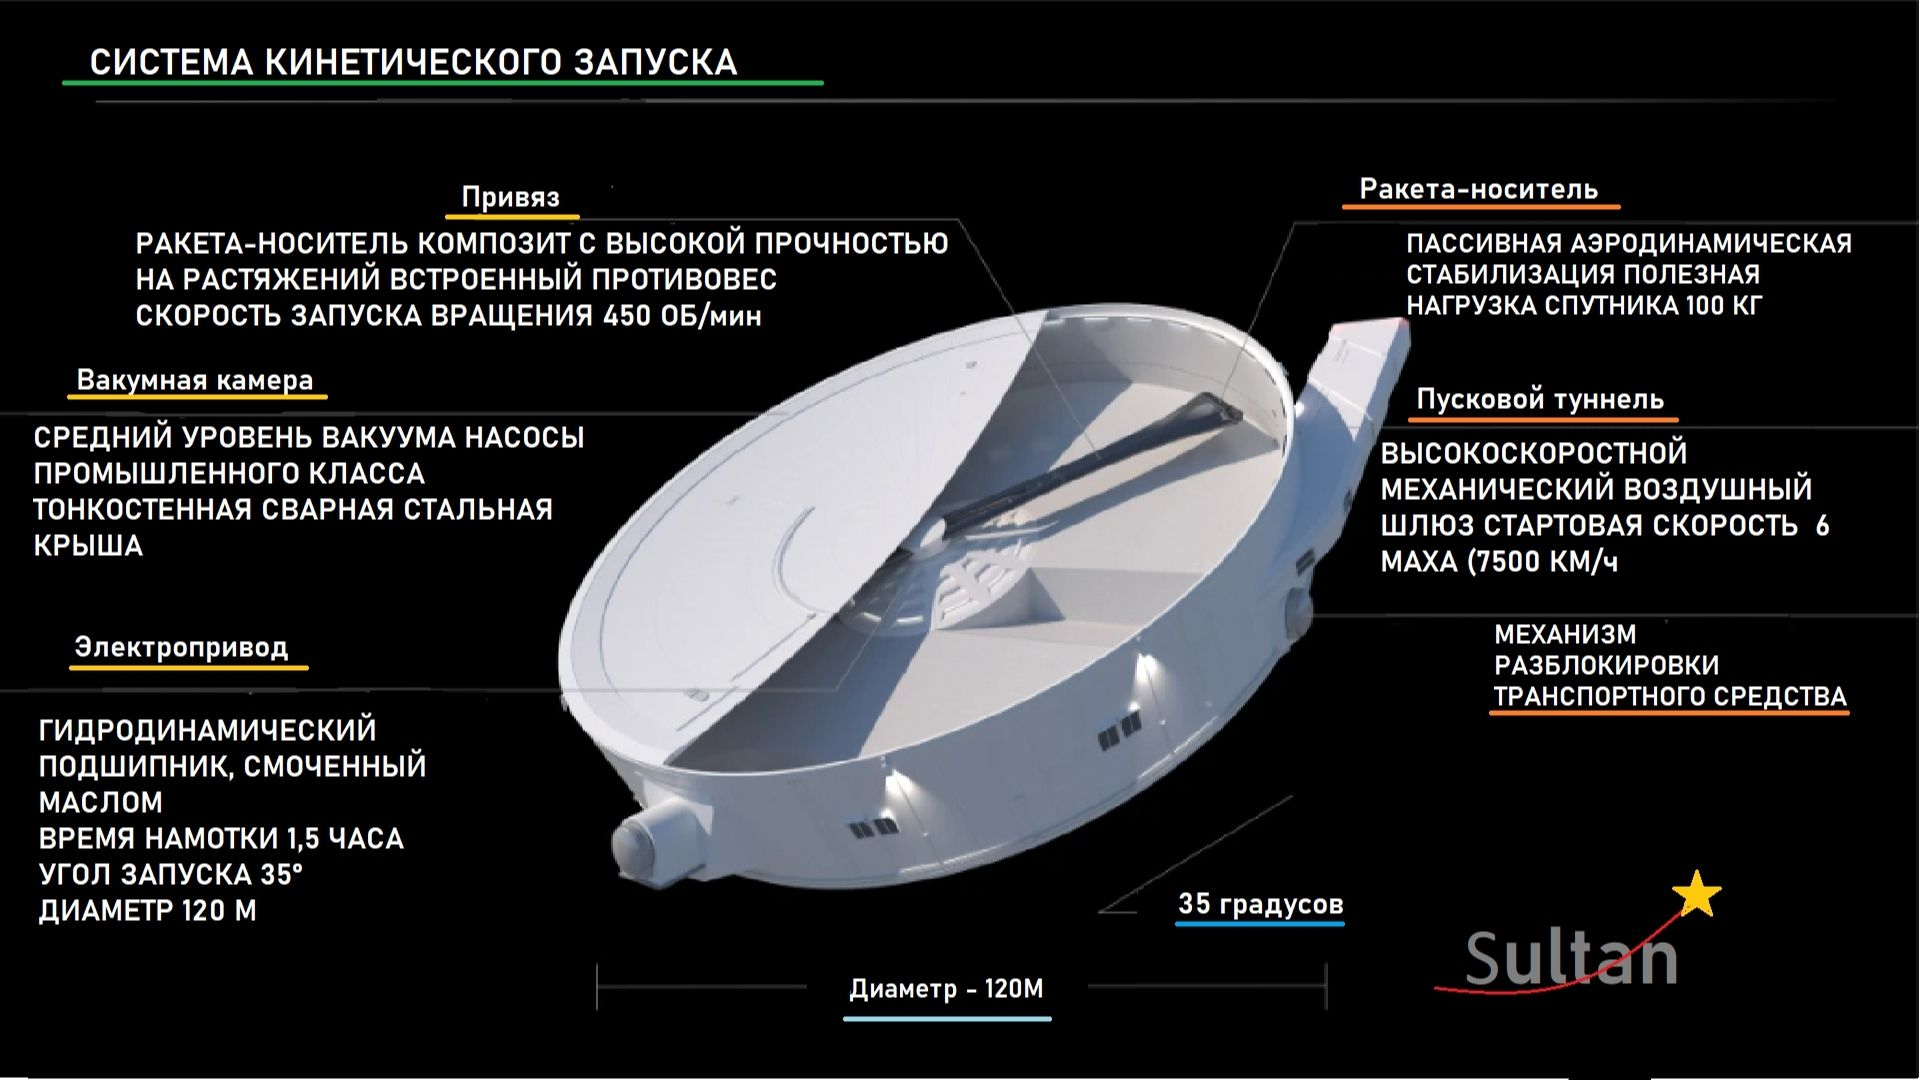 СИСТЕМА КИНЕТИЧЕСКОГО ЗАПУСКА
Привяз
РАКЕТА-НОСИТЕЛЬ КОМПОЗИТ С ВЫСОКОЙ ПРОЧНОСТЬЮ
НА РАСТЯЖЕНИЙ ВСТРОЕННЫЙ ПРОТИВОВЕС
СКОРОСТЬ ЗАПУСКА ВРАЩЕНИЯ 450 ОБ/мин
Вакумная камера
СРЕДНИЙ УРОВЕНЬ ВАКУУМА НАСОСЫ
ПРОМЫШЛЕННОГО КЛАССА
ТОНКОСТЕННАЯ СВАРНАЯ СТАЛЬНАЯ
КРЫША
Электропривод
ГИДРОДИНАМИЧЕСКИЙ
ПОДШИПНИК, СМОЧЕННЫЙ
МАСЛОМ
ВРЕМЯ НАМОТКИ 1,5 ЧАСА
УГОЛ ЗАПУСКА 35°
ДИАМЕТР 120 М
Ракета-носитель
ПАССИВНАЯ АЭРОДИНАМИЧЕСКАЯ
СТАБИЛИЗАЦИЯ ПОЛЕЗНАЯ
НАГРУЗКА СПУТНИКА 100 КГ
Пусковой туннель
ВЫСОКОСКОРОСТНОЙ
МЕХАНИЧЕСКИЙ ВОЗДУШНЫЙ
ШЛЮЗ СТАРТОВАЯ СКОРОСТЬ 6
МАХА (7500 КМ/ч
МЕХАНИЗМ
РАЗБЛОКИРОВКИ
ТРАНСПОРТНОГО СРЕДСТВА
35 градусов
Диаметр - 120М
Sultan